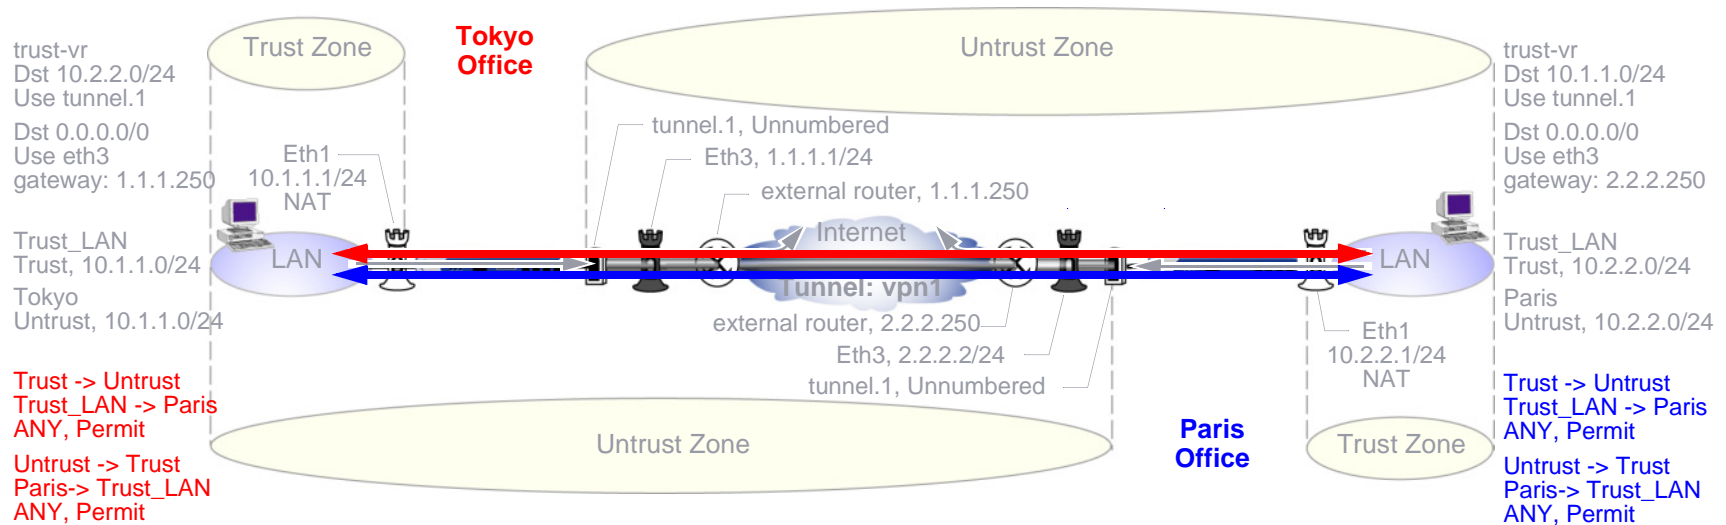 Trust Zone
Tokyo
Office
Untrust Zone
trust-vr
Dst 10.2.2.0/24
Use tunnel.1
Dst 0.0.0.0/0
Use eth3
gateway: 1.1.1.250
Eth1
10.1.1.1/24
NAT
tunnel.1, Unnumbered
Eth3, 1.1.1.1/24
external router, 1.1.1.250
trust-vr
Dst 10.1.1.0/24
Use tunnel.1
Dst 0.0.0.0/0
Use eth3
gateway: 2.2.2.250
Trust_LAN
Trust, 10.1.1.0/24
Tokyo
Untrust, 10.1.1.0/24
LAN
Internet
Tunnel: vpn1
LAN
Trust_LAN
Trust, 10.2.2.0/24
Paris
Untrust, 10.2.2.0/24
external router, 2.2.2.250
Eth3, 2.2.2.2/24
tunnel.1, Unnumbered
Eth1
10.2.2.1/24
NAT
Trust -> Untrust
Trust_LAN -> Paris
ANY, Permit
Untrust -> Trust
Paris-> Trust_LAN
ANY, Permit
Untrust Zone
Paris
Office
Trust Zone
Trust -> Untrust
Trust_LAN -> Paris
ANY, Permit
Untrust -> Trust
Paris-> Trust_LAN
ANY, Permit